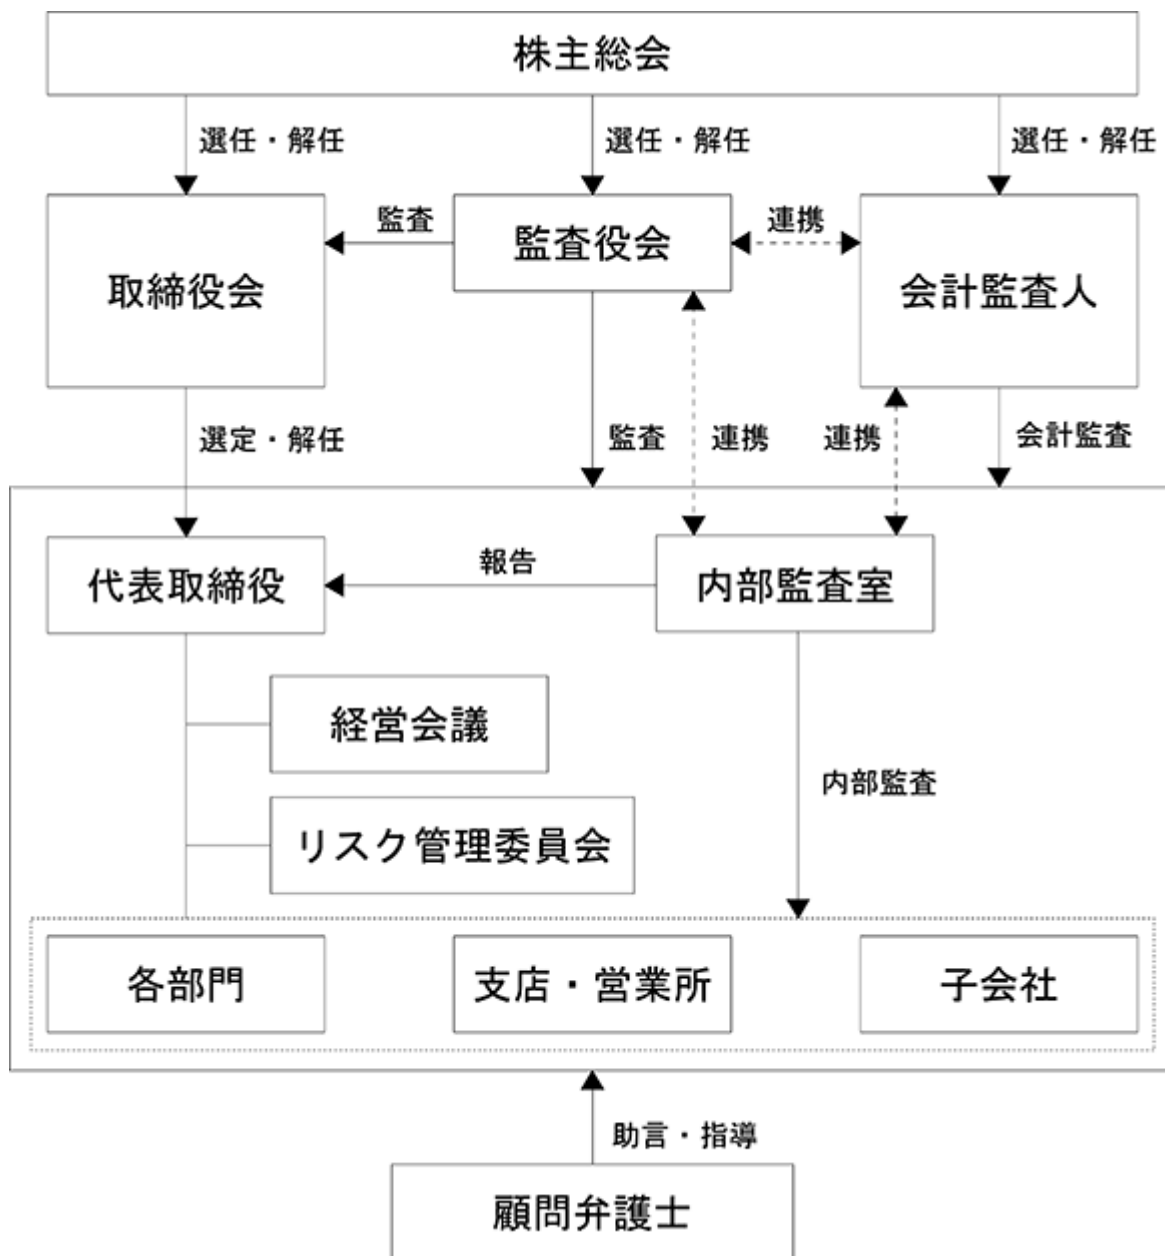 株主総会
選任・解任
選任・解任
選任・解任
監査
監査役会
連携
取締役会
会計監査人
選定・解任
監査
連携
連携
会計監査
代表取締役
報告
内部監査室
経営会議
内部監査
リスク管理委員会
各部門
支店・営業所
子会社
助言・指導
顧問弁護士